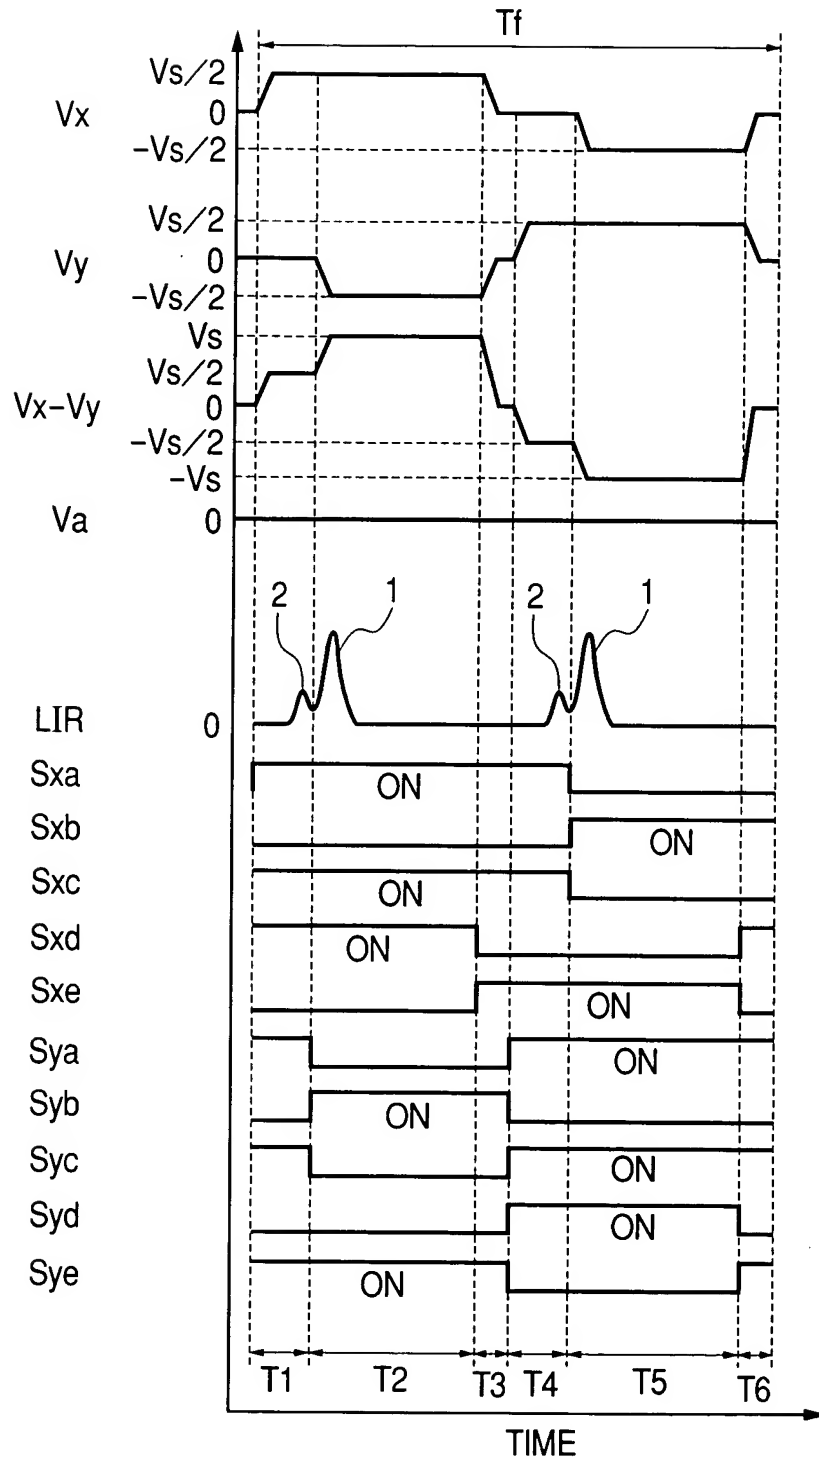 Tf
Vs/2
Vx 0
-Vs/2
Vs/2
Vy 0
-Vs/2
Vs
Vs/2
Vx-Vy 0
-Vs/2
-Vs
Va 0
2 1 2 1
LIR 0
Sxa ON
Sxb ON
Sxc ON
Sxd ON
Sxe ON
Sya ON
Syb ON
Syc ON
Syd ON
Sye ON
T1 T2 T3 T4 T5 T6
TIME